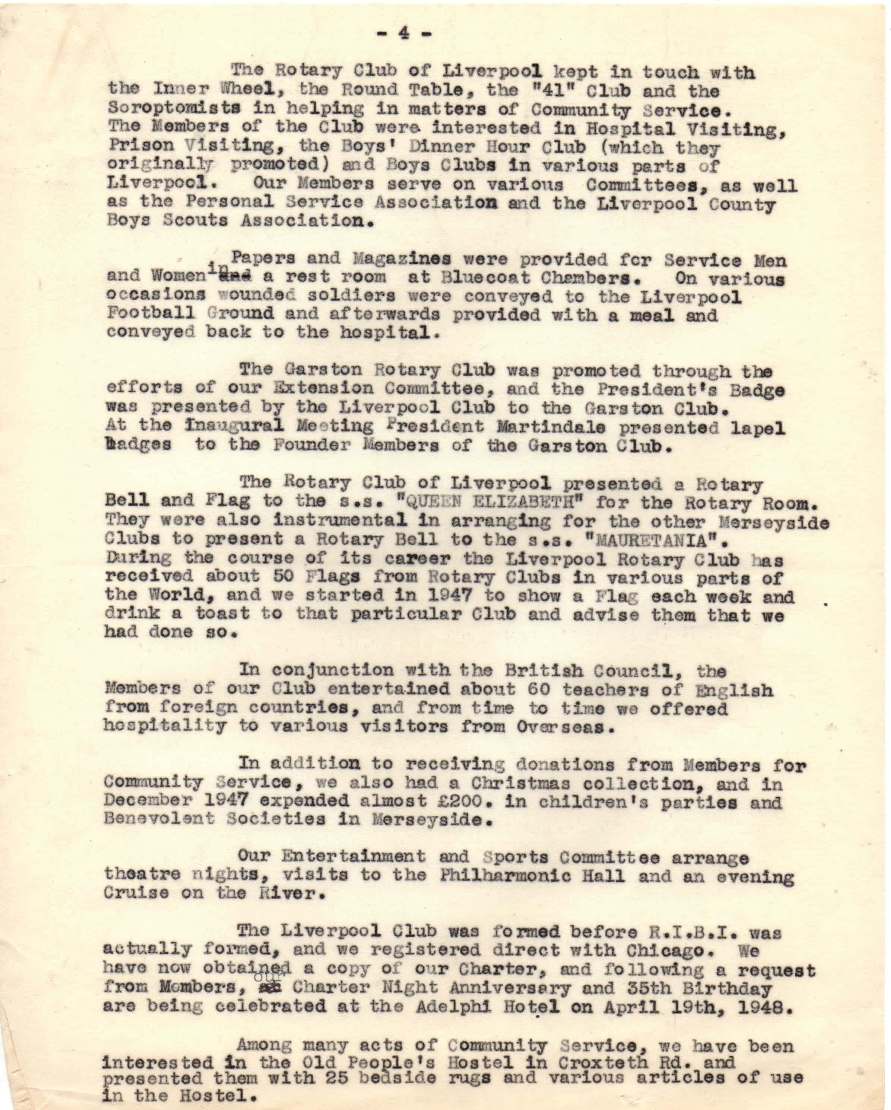 - 4 -
The Rotary Club of Liverpool kept in touch with
the Inner Wheel, the Round Table, the "41" Club and the
Soroptomists in helping in matters of Community Service.
The Members of the Club were interested in Hospital Visiting,
Prison Visiting, the Boys' Dinner Hour Club (which they
originally promoted) and Boys Clubs in various parts of
Liverpool. Our Members serve on various Committees, as well
as the Personal Service Association and the Liverpool County
Boys Scouts Association.
Papers and Magazines were provided for Service Men
and Women in and a rest room at Bluecoat Chambers. On various
occasions wounded soldiers were conveyed to the Liverpool
Football Ground and afterwards provided with a meal and
conveyed back to the hospital.
The Garston Rotary Club was promoted through the
efforts of our Extension Committee, and the President's Badge
was presented by the Liverpool Club to the Garston Club.
At the Inaugural Meeting President Martindale presented lapel
badges to the Founder Members of the Garston Club.
The Rotary Club of Liverpool presented a Rotary
Bell and Flag to the s.s. "QUEEN ELIZABETH" for the Rotary Room.
They were also instrumental in arranging for the other Merseyside
Clubs to present a Rotary Bell to the s.s. "MAURETANIA".
During the course of its career the Liverpool Rotary Club has
received about 50 Flags from Rotary Clubs in various parts of
the World, and we started in 1947 to show a Flag each week and
drink a toast to that particular Club and advise them that we
had done so.
In conjunction with the British Council, the
Members of our Club entertained about 60 teachers of English
from foreign countries, and from time to time we offered
hospitality to various visitors from Overseas.
In addition to receiving donations from Members for
Community Service, we also had a Christmas collection, and in
December 1947 expended almost £200. in children's parties and
Benevolent Societies in Merseyside.
Our Entertainment and Sports Committee arrange
theatre nights, visits to the Philharmonic Hall and an evening
Cruise on the River.
The Liverpool Club was formed before R.I.B.I. was
actually formed, and we registered direct with Chicago. We
have now obtained a copy of our Charter, and following a request
from Members, our Charter Night Anniversary and 35th Birthday
are being celebrated at the Adelphi Hotel on April 19th, 1948.
Among many acts of Community Service, we have been
interested in the Old People's Hostel in Croxteth Rd. and
presented them with 25 bedside rugs and various articles of use
in the Hostel.